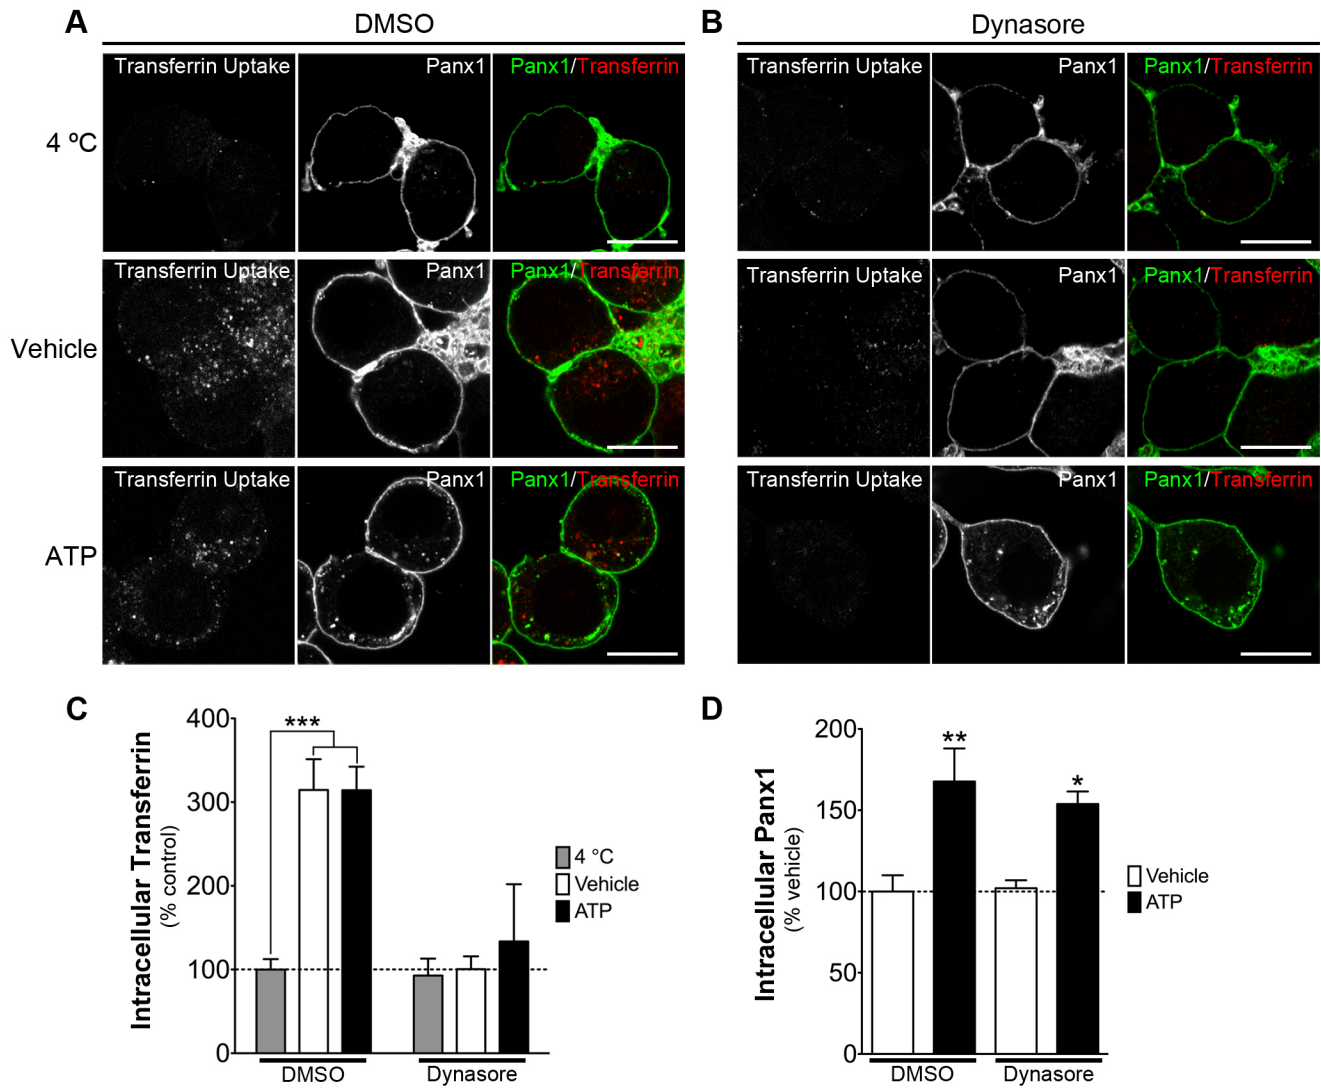 A DMSO
Transferrin Uptake Panx1 Panx1/Transferrin
4 ºC
Transferrin Uptake Panx1 Panx1/Transferrin
Vehicle
Transferrin Uptake Panx1 Panx1/Transferrin
ATP
B Dynasore
Transferrin Uptake Panx1 Panx1/Transferrin
Transferrin Uptake Panx1 Panx1/Transferrin
Transferrin Uptake Panx1 Panx1/Transferrin
C
Intracellular Transferrin
(% control)
400
300
200
100
0
***
4 °C
Vehicle
ATP
DMSO Dynasore
D
Intracellular Panx1
(% vehicle)
200
150
100
50
0
**
*
Vehicle
ATP
DMSO Dynasore